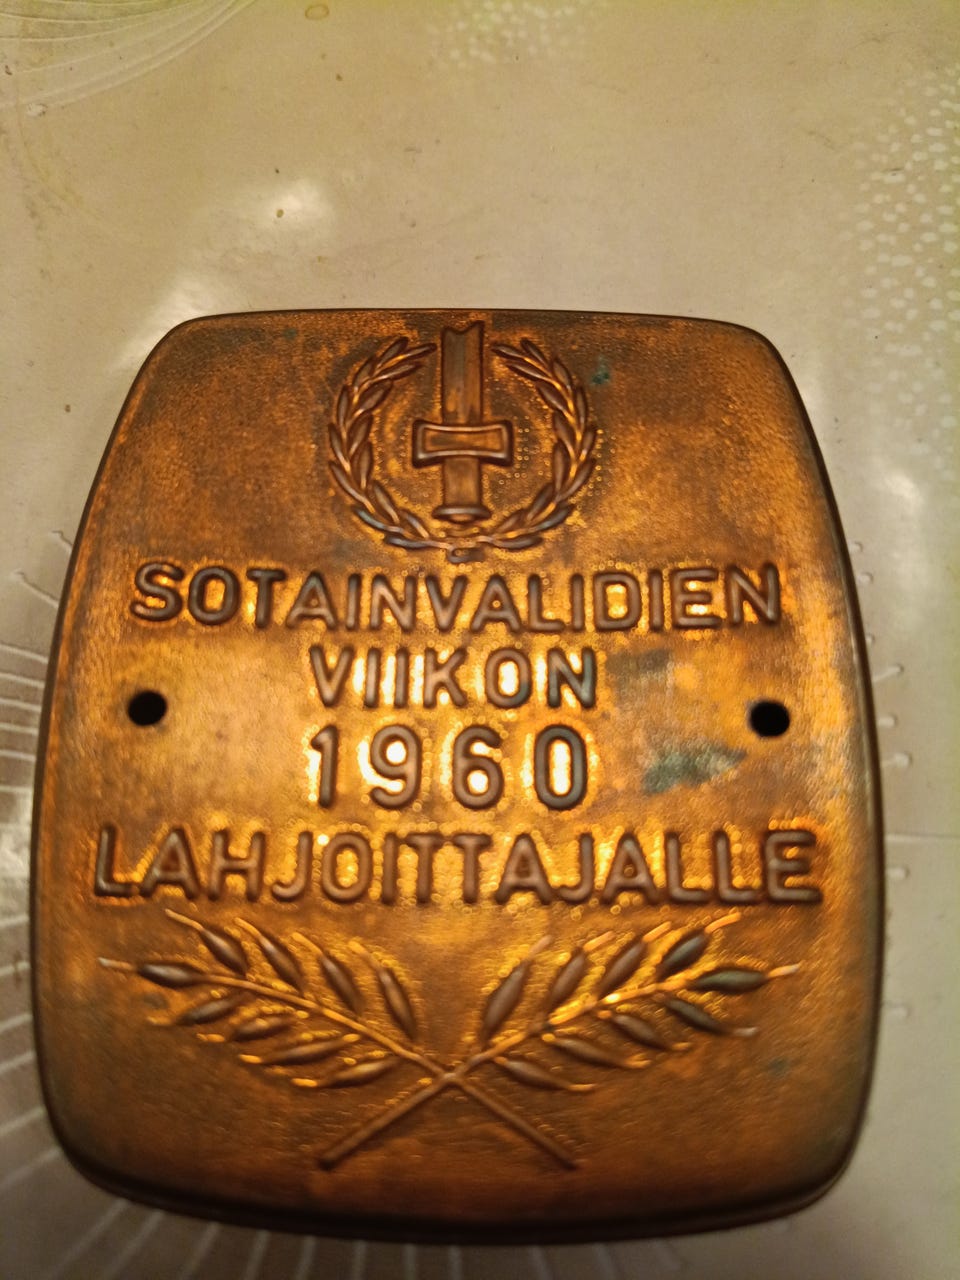 SOTAINVALIDIEN
VIIKON
1960
LAHJOITTAJALLE